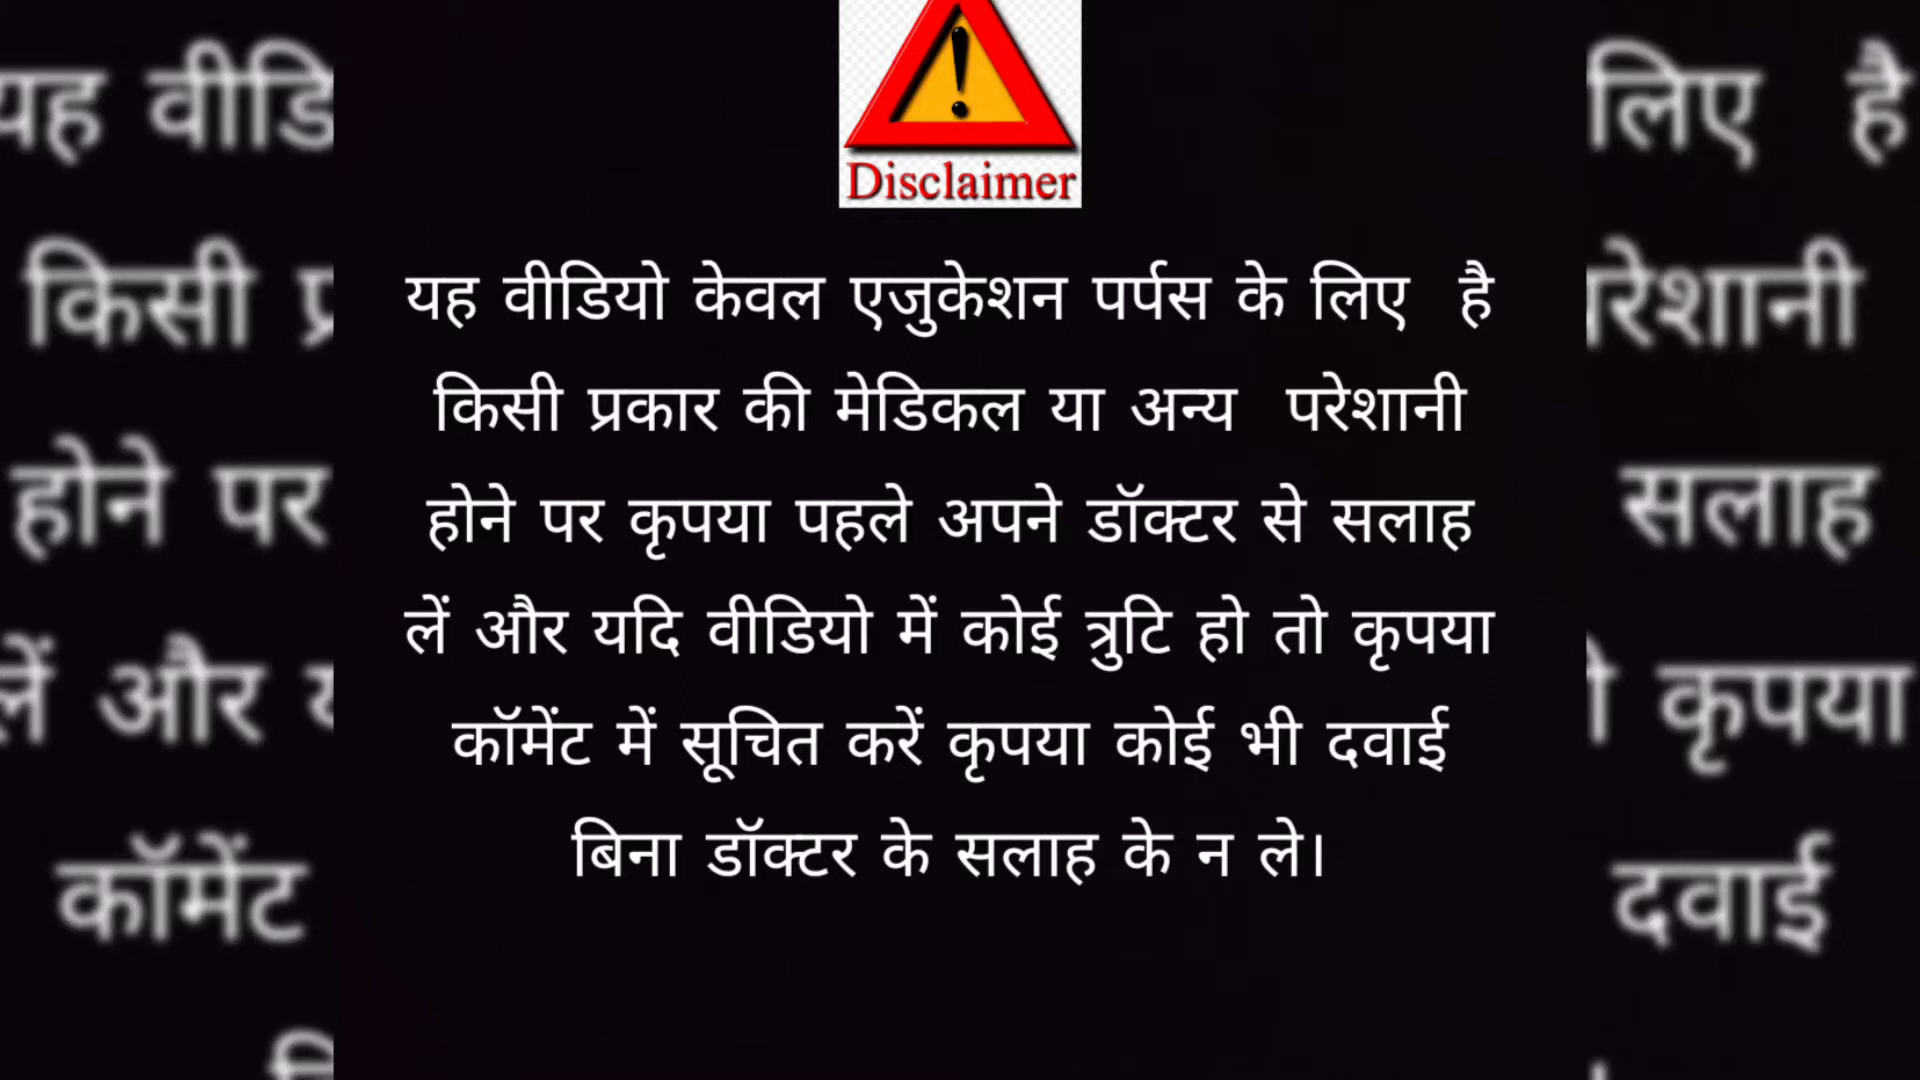 Disclaimer
यह वीडियो केवल एजुकेशन पर्पस के लिए है
किसी प्रकार की मेडिकल या अन्य परेशानी
होने पर कृपया पहले अपने डॉक्टर से सलाह
लें और यदि वीडियो में कोई त्रुटि हो तो कृपया
कॉमेंट में सूचित करें कृपया कोई भी दवाई
बिना डॉक्टर के सलाह के न ले।